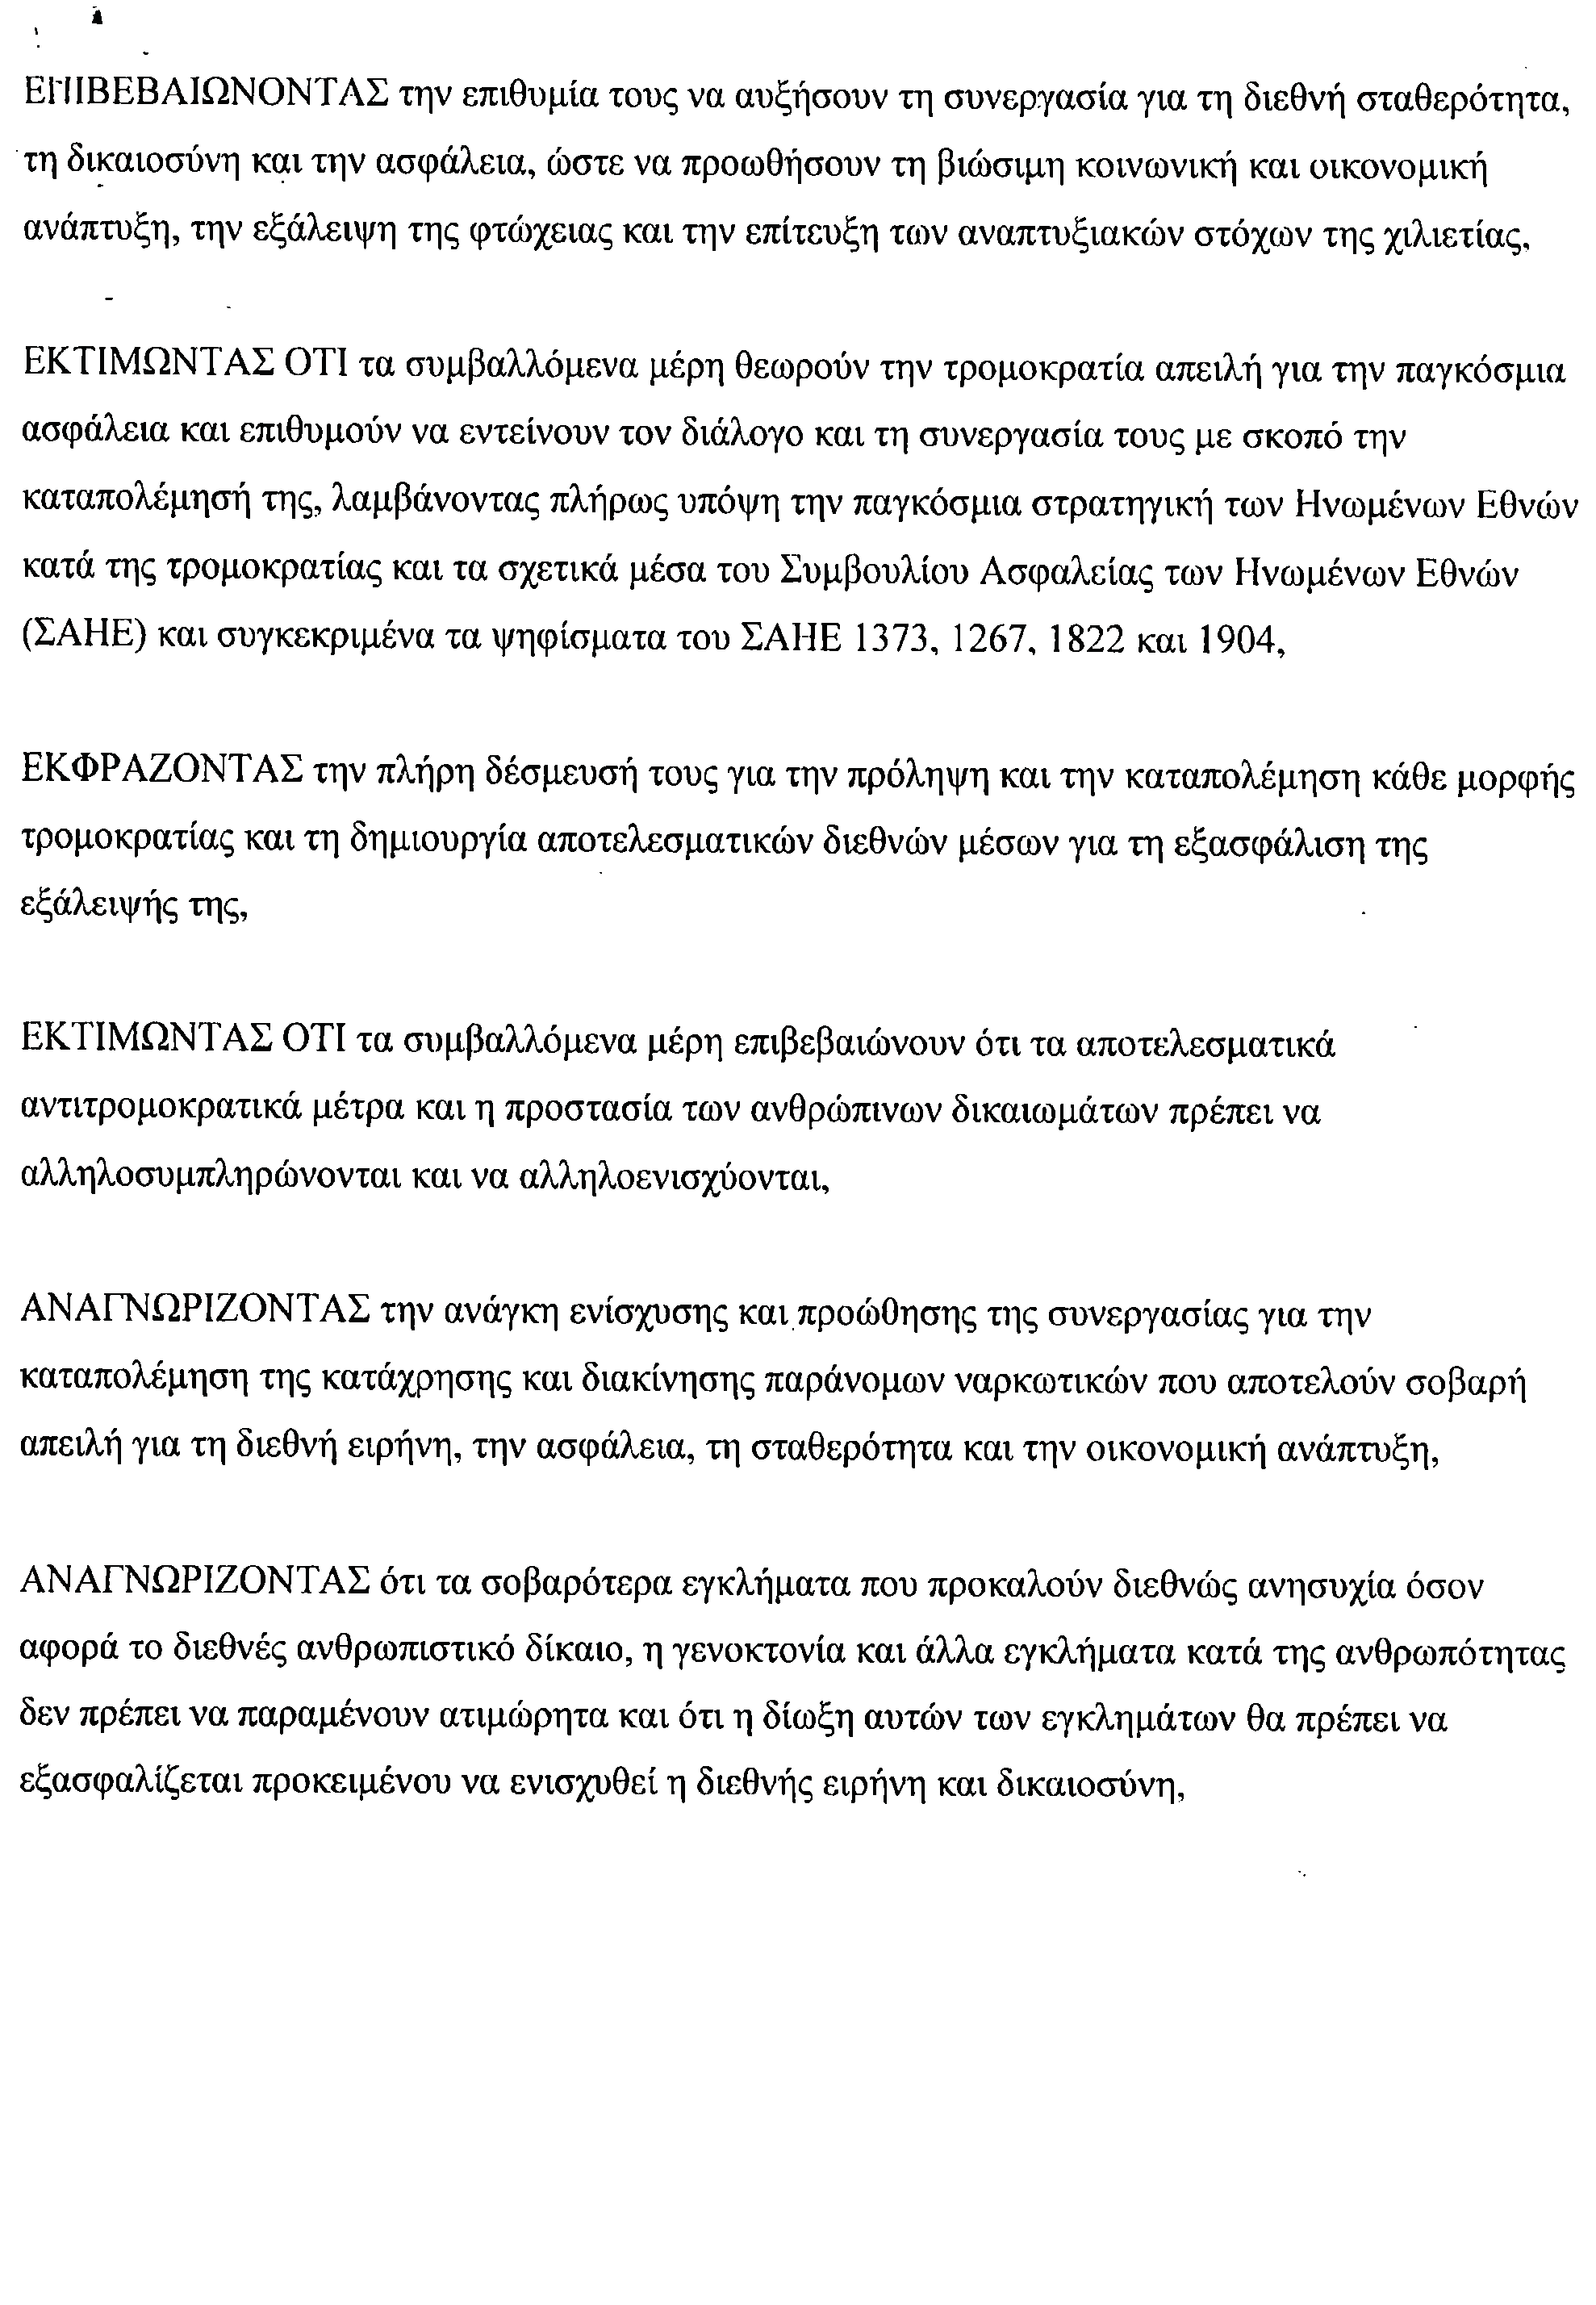 ΕΠΙΒΕΒΑΙΩΝΟΝΤΑΣ την επιθυμία τους να αυξήσουν τη συνεργασία για τη διεθνή σταθερότητα,
τη δικαιοσύνη και την ασφάλεια, ώστε να προωθήσουν τη βιώσιμη κοινωνική και οικονομική
ανάπτυξη, την εξάλειψη της φτώχειας και την επίτευξη των αναπτυξιακών στόχων της χιλιετίας,
ΕΚΤΙΜΩΝΤΑΣ ΟΤΙ τα συμβαλλόμενα μέρη θεωρούν την τρομοκρατία απειλή για την παγκόσμια
ασφάλεια και επιθυμούν να εντείνουν τον διάλογο και τη συνεργασία τους με σκοπό την
καταπολέμησή της, λαμβάνοντας πλήρως υπόψη την παγκόσμια στρατηγική των Ηνωμένων Εθνών
κατά της τρομοκρατίας και τα σχετικά μέσα του Συμβουλίου Ασφαλείας των Ηνωμένων Εθνών
(ΣΑΗΕ) και συγκεκριμένα τα ψηφίσματα του ΣΑΗΕ 1373, 1267, 1822 και 1904,
ΕΚΦΡΑΖΟΝΤΑΣ την πλήρη δέσμευσή τους για την πρόληψη και την καταπολέμηση κάθε μορφής
τρομοκρατίας και τη δημιουργία αποτελεσματικών διεθνών μέσων για τη εξασφάλιση της
εξάλειψής της,
ΕΚΤΙΜΩΝΤΑΣ ΟΤΙ τα συμβαλλόμενα μέρη επιβεβαιώνουν ότι τα αποτελεσματικά
αντιτρομοκρατικά μέτρα και η προστασία των ανθρώπινων δικαιωμάτων πρέπει να
αλληλοσυμπληρώνονται και να αλληλοενισχύονται,
ΑΝΑΓΝΩΡΙΖΟΝΤΑΣ την ανάγκη ενίσχυσης και προώθησης της συνεργασίας για την
καταπολέμηση της κατάχρησης και διακίνησης παράνομων ναρκωτικών που αποτελούν σοβαρή
απειλή για τη διεθνή ειρήνη, την ασφάλεια, τη σταθερότητα και την οικονομική ανάπτυξη,
ΑΝΑΓΝΩΡΙΖΟΝΤΑΣ ότι τα σοβαρότερα εγκλήματα που προκαλούν διεθνώς ανησυχία όσον
αφορά το διεθνές ανθρωπιστικό δίκαιο, η γενοκτονία και άλλα εγκλήματα κατά της ανθρωπότητας
δεν πρέπει να παραμένουν ατιμώρητα και ότι η δίωξη αυτών των εγκλημάτων θα πρέπει να
εξασφαλίζεται προκειμένου να ενισχυθεί η διεθνής ειρήνη και δικαιοσύνη,